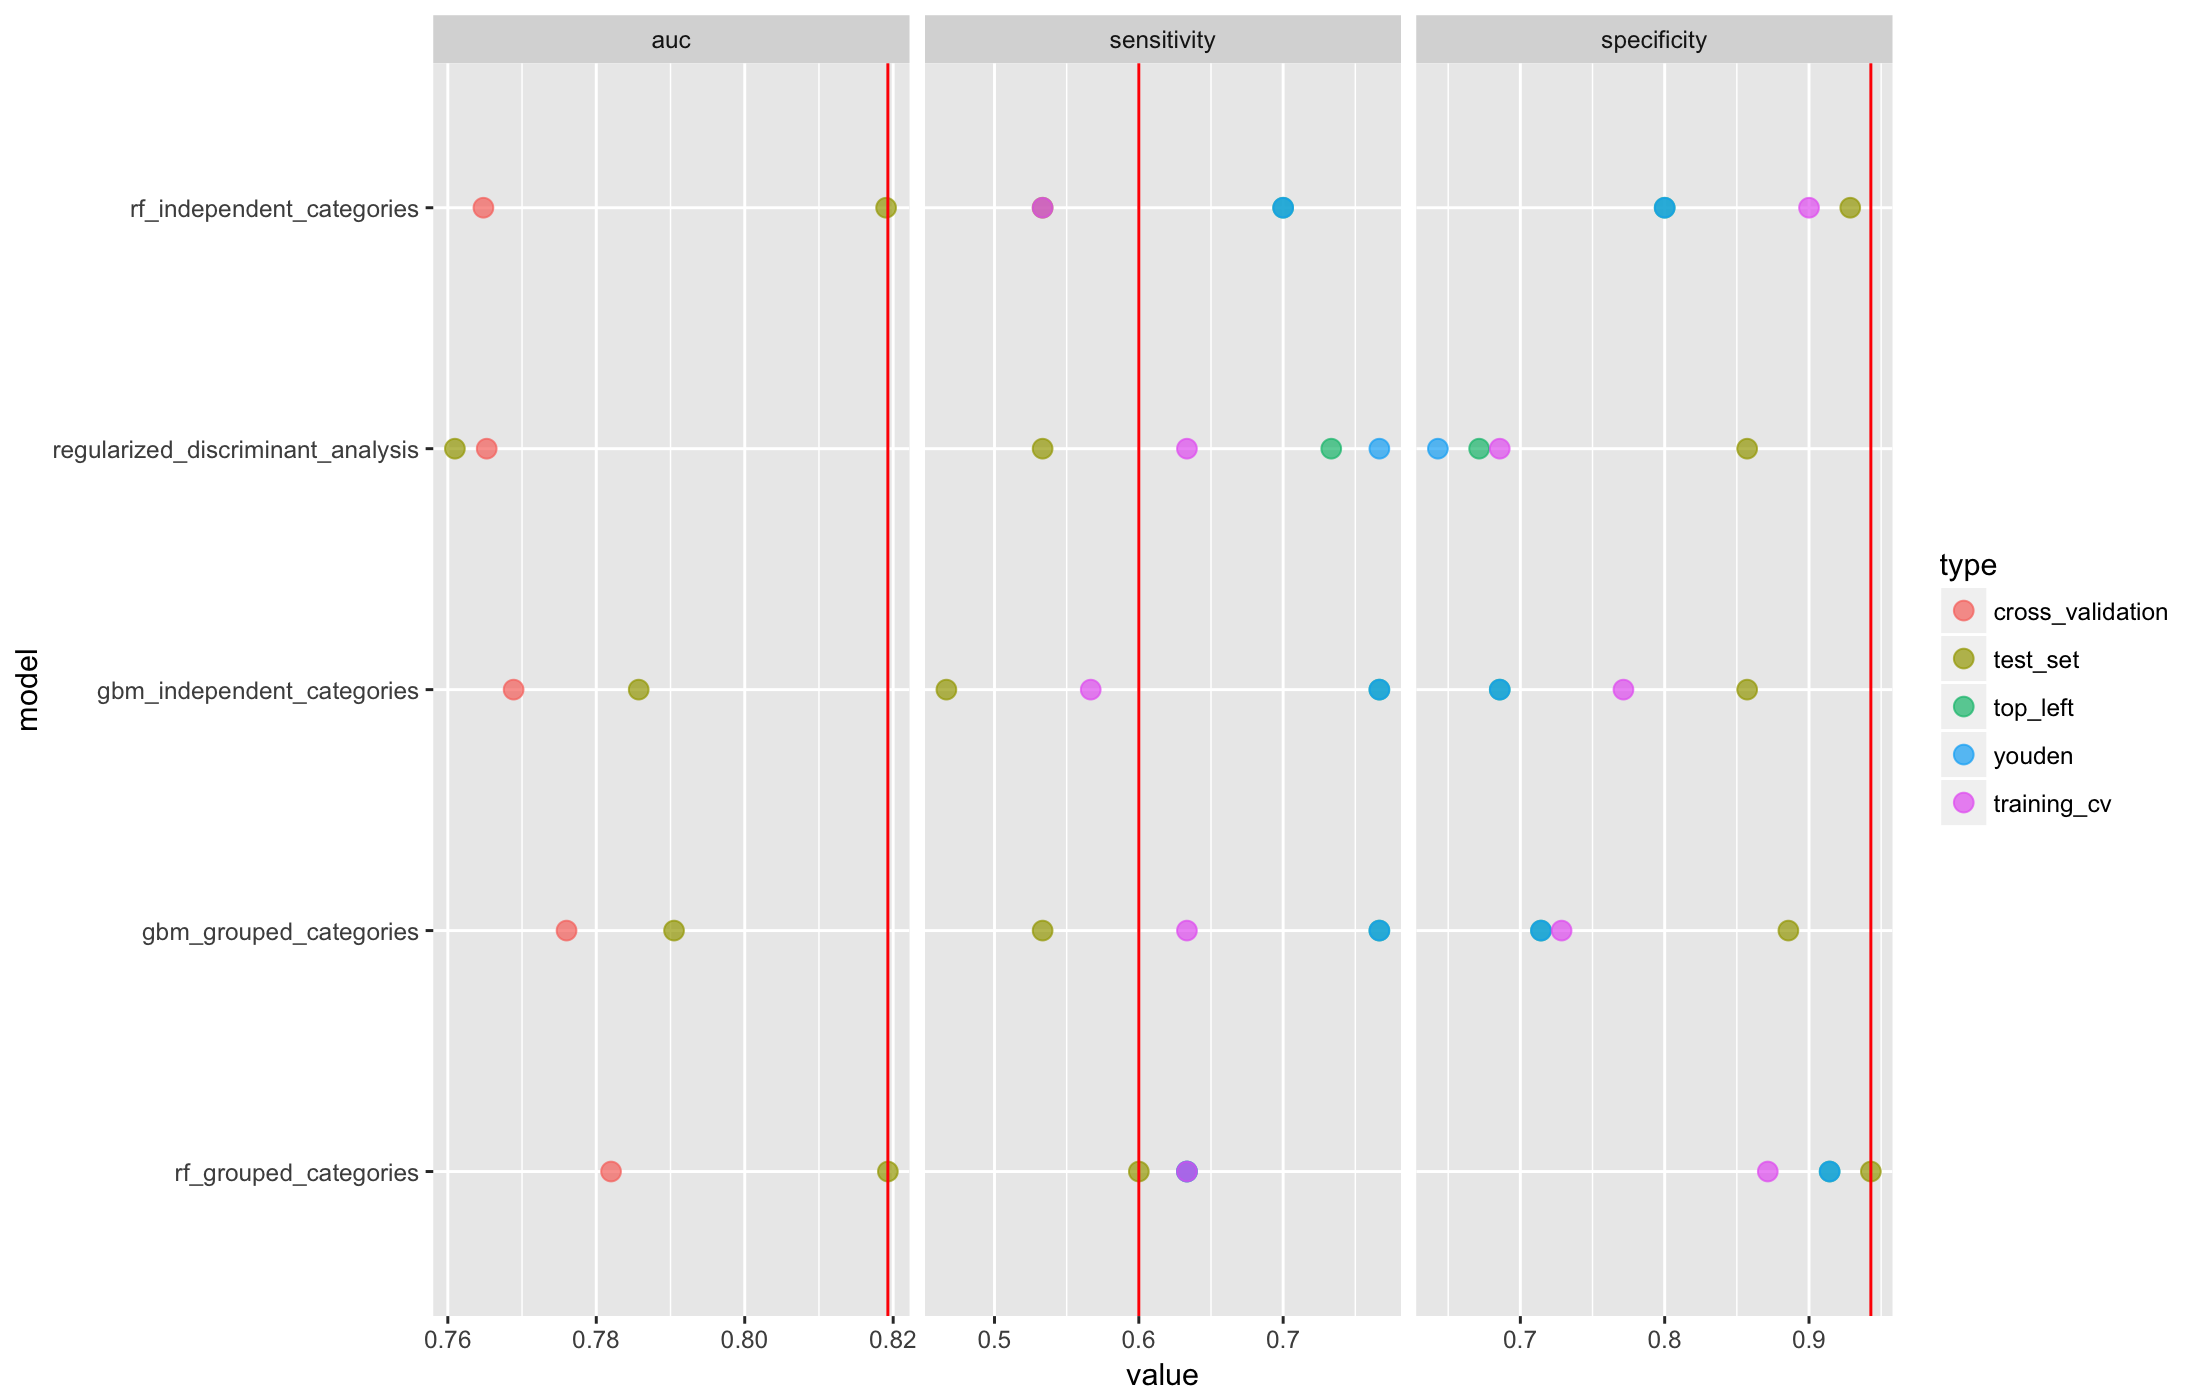 auc
sensitivity
specificity
rf_independent_categories
regularized_discriminant_analysis
gbm_independent_categories
gbm_grouped_categories
rf_grouped_categories
model
0.76
0.78
0.80
0.82
0.5
0.6
0.7
0.7
0.8
0.9
value
type
cross_validation
test_set
top_left
youden
training_cv